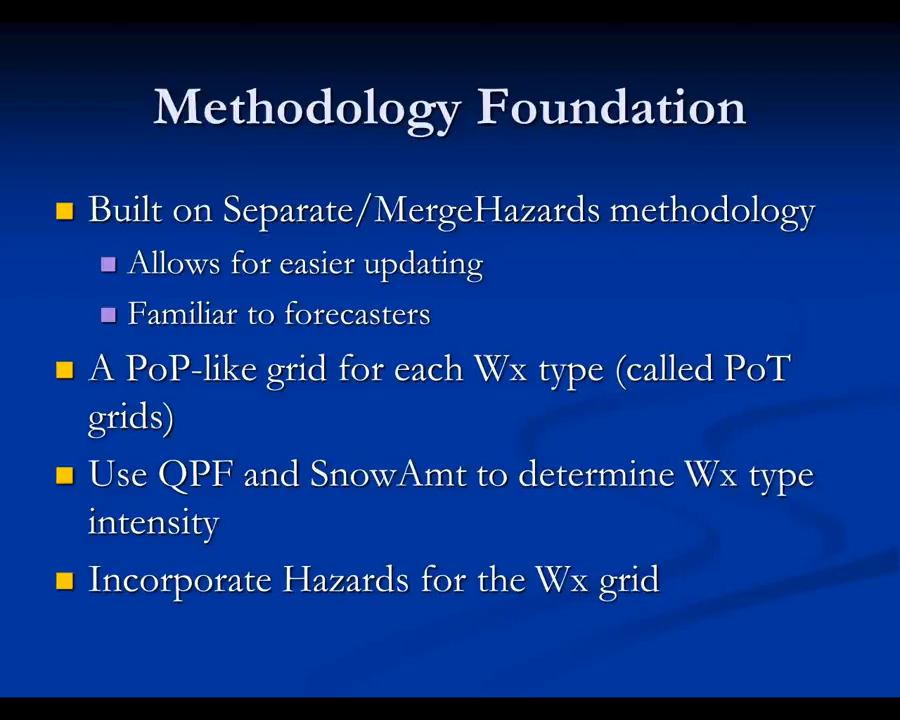 Methodology Foundation
Built on Separate/MergeHazards methodology
Allows for easier updating
Familiar to forecasters
A PoP-like grid for each Wx type (called PoT
grids)
Use QPF and SnowAmt to determine Wx type
intensity
Incorporate Hazards for the Wx grid